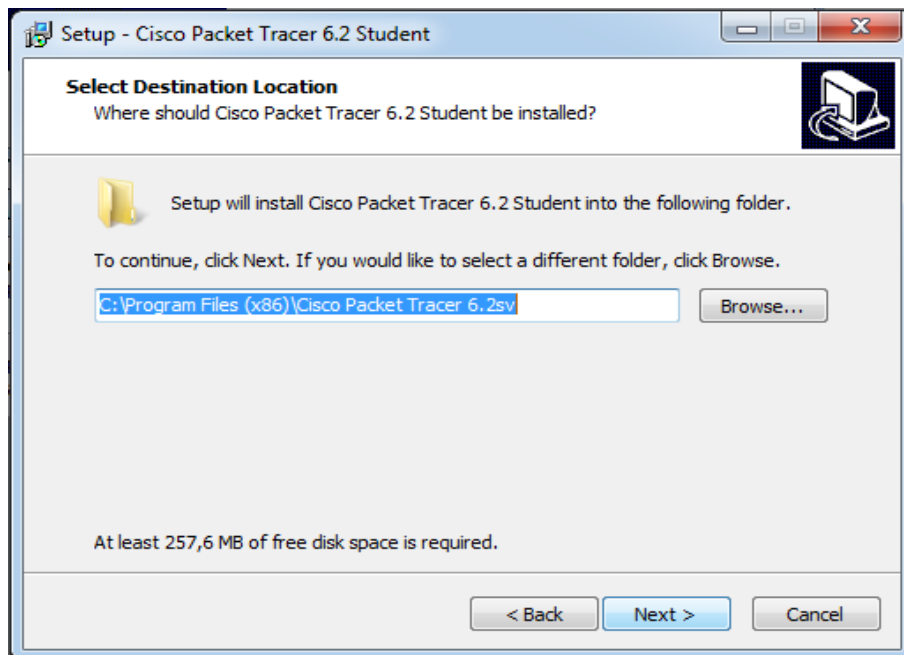 Setup - Cisco Packet Tracer 6.2 Student
Select Destination Location
Where should Cisco Packet Tracer 6.2 Student be installed?
Setup will install Cisco Packet Tracer 6.2 Student into the following folder.
To continue, click Next. If you would like to select a different folder, click Browse.
C:\Program Files (x86)\Cisco Packet Tracer 6.2sv
Browse...
At least 257,6 MB of free disk space is required.
< Back
Next >
Cancel